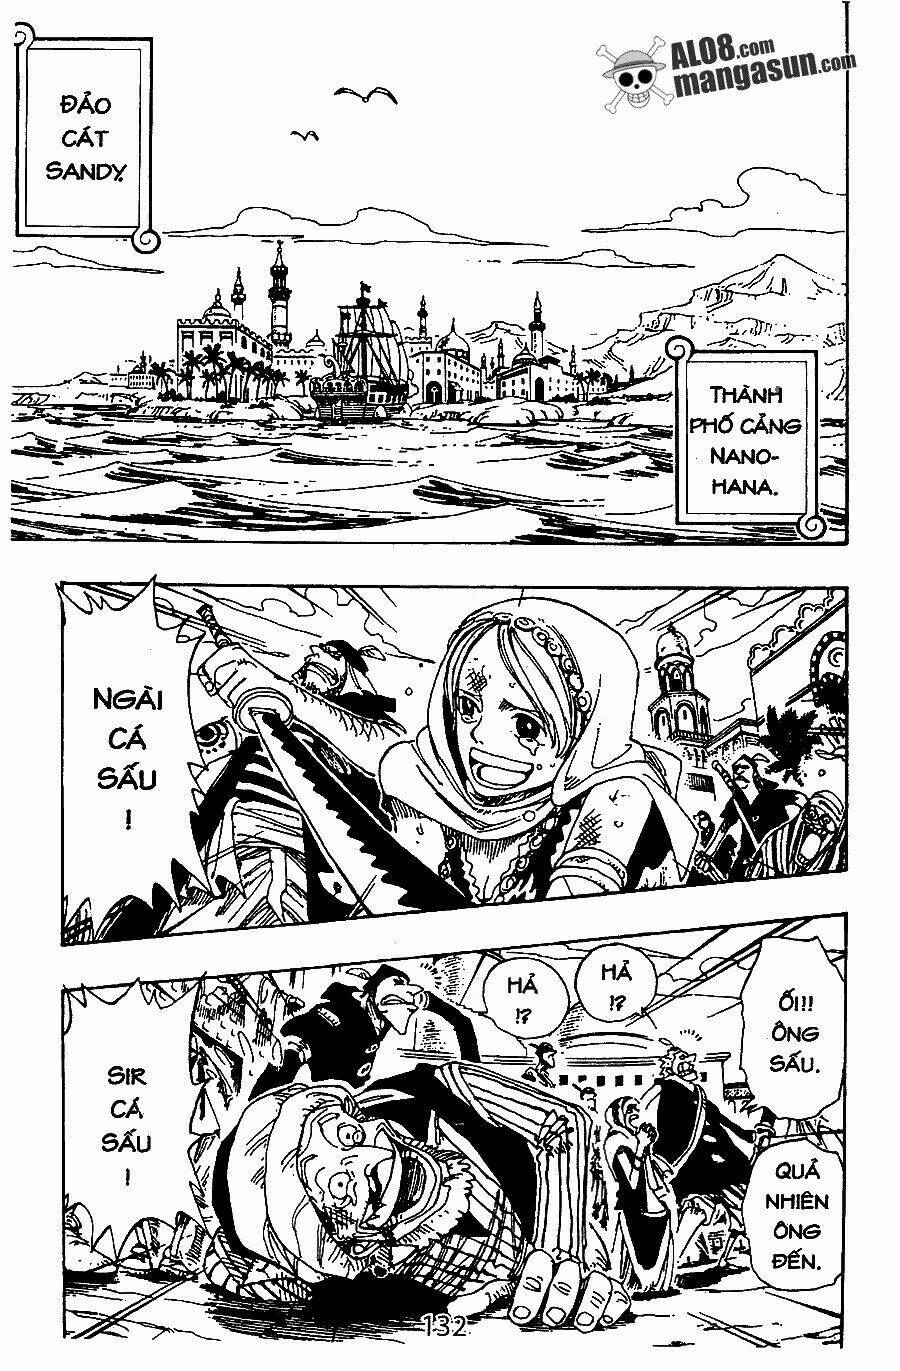 AL08.com
mangasun.com
ĐẢO
CÁT
SANDY.
THÀNH
PHỐ CẢNG
NANO-
HANA.
NGÀI
CÁ
SẤU
!
ỐI!!
ÔNG
SẤU.
HẢ
!?
HẢ
!?
SIR
CÁ
SẤU
!
QUẢ
NHIÊN
ÔNG
ĐẾN.
132